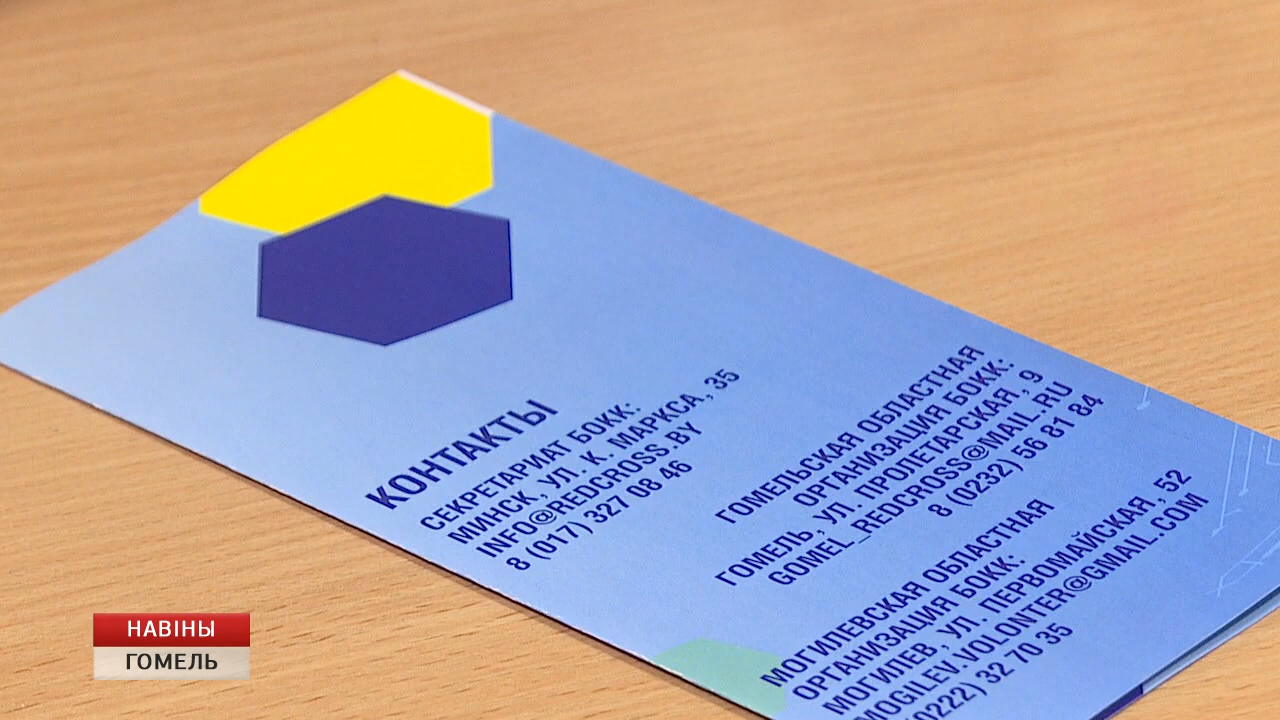 КОНТАКТЫ
СЕКРЕТАРИАТ БОКК:
МИНСК, УЛ. К. МАРКСА, 35
INFO@REDCROSS.BY
8 (017) 327 08 46
ГОМЕЛЬСКАЯ ОБЛАСТНАЯ
ОРГАНИЗАЦИЯ БОКК:
ГОМЕЛЬ, УЛ. ПРОЛЕТАРСКАЯ, 9
GOMEL_REDCROSS@MAIL.RU
8 (0232) 56 81 84
МОГИЛЕВСКАЯ ОБЛАСТНАЯ
ОРГАНИЗАЦИЯ БОКК:
МОГИЛЕВ, УЛ. ПЕРВОМАЙСКАЯ, 52
MOGILEV.VOLONTER@GMAIL.COM
(0222) 32 70 35
НАВІНЫ
ГОМЕЛЬ